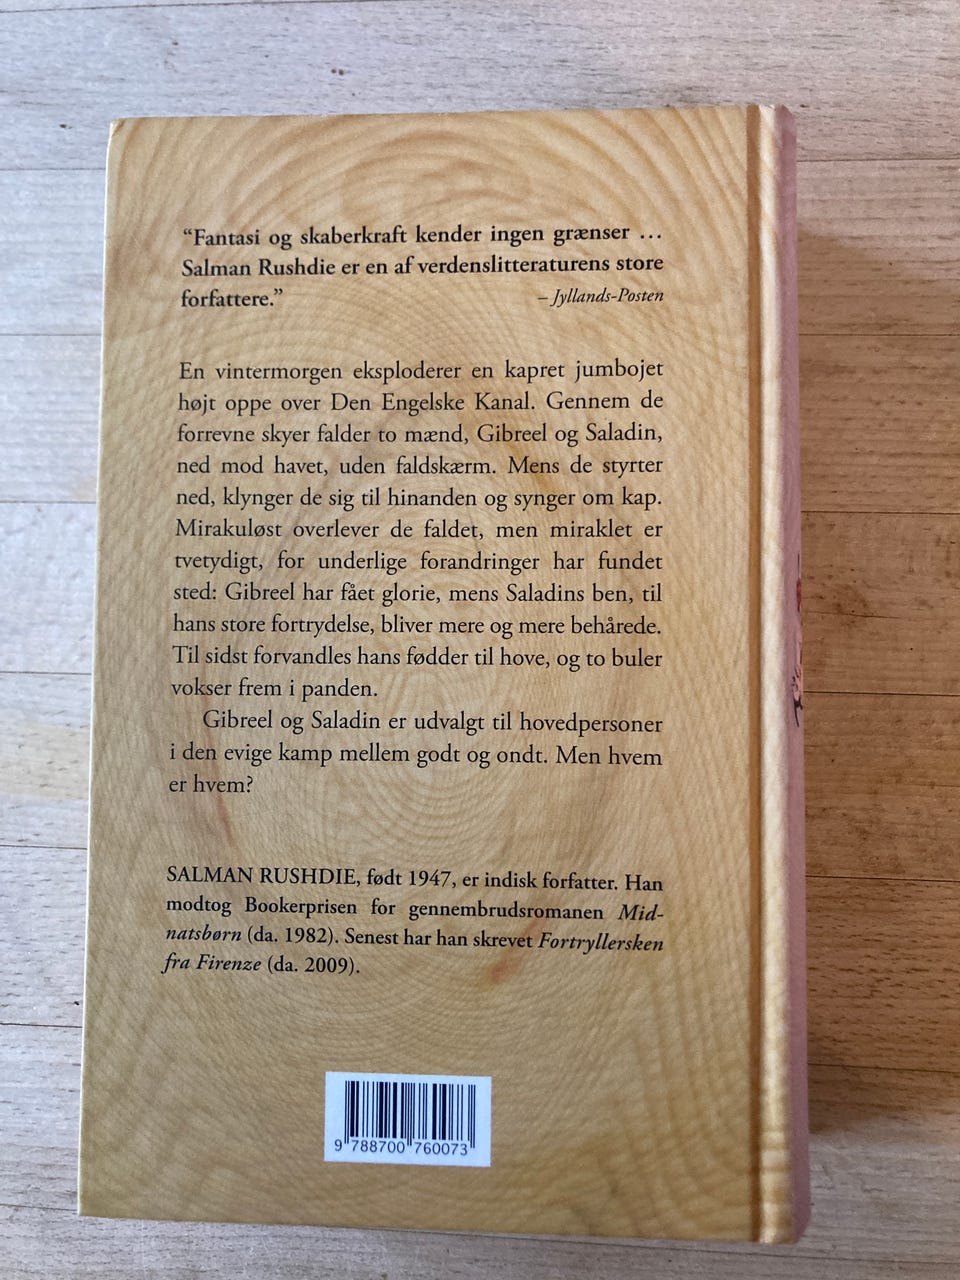 “Fantasi og skaberkraft kender ingen grænser …
Salman Rushdie er en af verdenslitteraturens store
forfattere.” – Jyllands-Posten
En vintermorgen eksploderer en kapret jumbojet
højt oppe over Den Engelske Kanal. Gennem de
forrevne skyer falder to mænd, Gibreel og Saladin,
ned mod havet, uden faldskærm. Mens de styrter
ned, klynger de sig til hinanden og synger om kap.
Mirakuløst overlever de faldet, men miraklet er
tvetydigt, for underlige forandringer har fundet
sted: Gibreel har fået glorie, mens Saladins ben, til
hans store fortrydelse, bliver mere og mere behårede.
Til sidst forvandles hans fødder til hove, og to buler
vokser frem i panden.
Gibreel og Saladin er udvalgt til hovedpersoner
i den evige kamp mellem godt og ondt. Men hvem
er hvem?
SALMAN RUSHDIE, født 1947, er indisk forfatter. Han
modtog Bookerprisen for gennembrudsromanen Mid-
natsbørn (da. 1982). Senest har han skrevet Fortryllersken
fra Firenze (da. 2009).
9 788700 760073